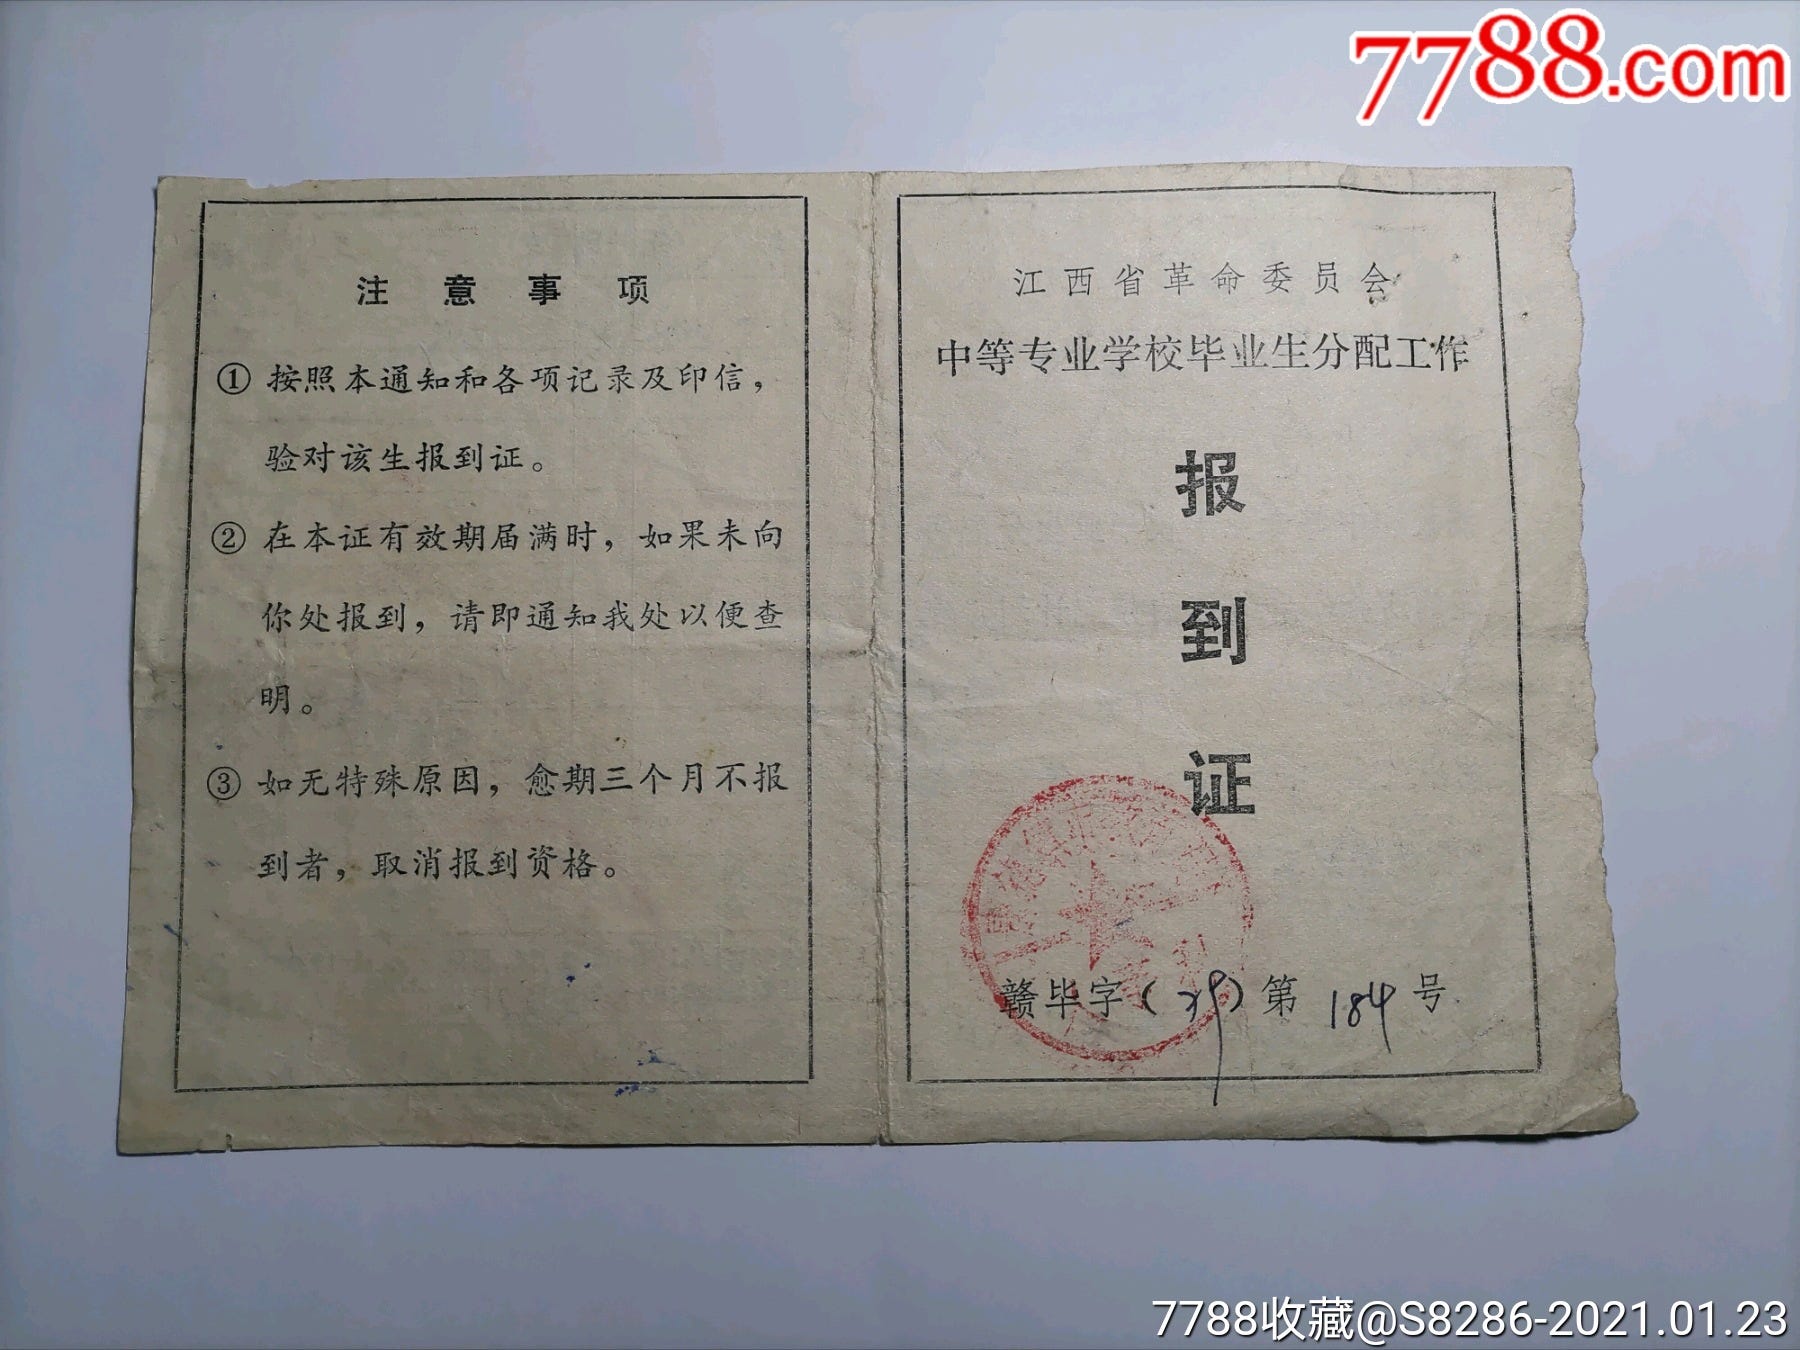 7788.com
注意事项
① 按照本通知和各项记录及印信，
验对该生报到证。
② 在本证有效期届满时，如果未向
你处报到，请即通知我处以便查
明。
③ 如无特殊原因，愈期三个月不报
到者，取消报到资格。
江西省革命委员会
中等专业学校毕业生分配工作
报
到
证
赣毕字（79）第184号
7788收藏@S8286-2021.01.23